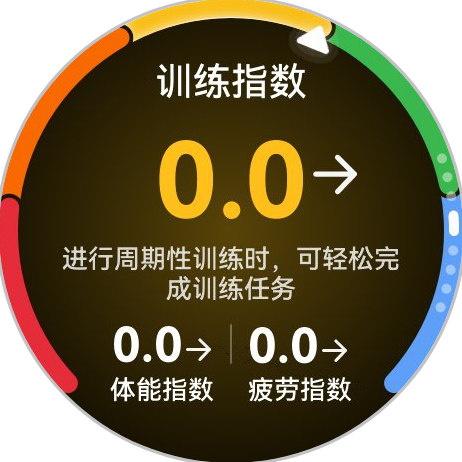 训练指数
0.0→
进行周期性训练时，可轻松完
成训练任务
0.0→ 0.0→
体能指数 疲劳指数